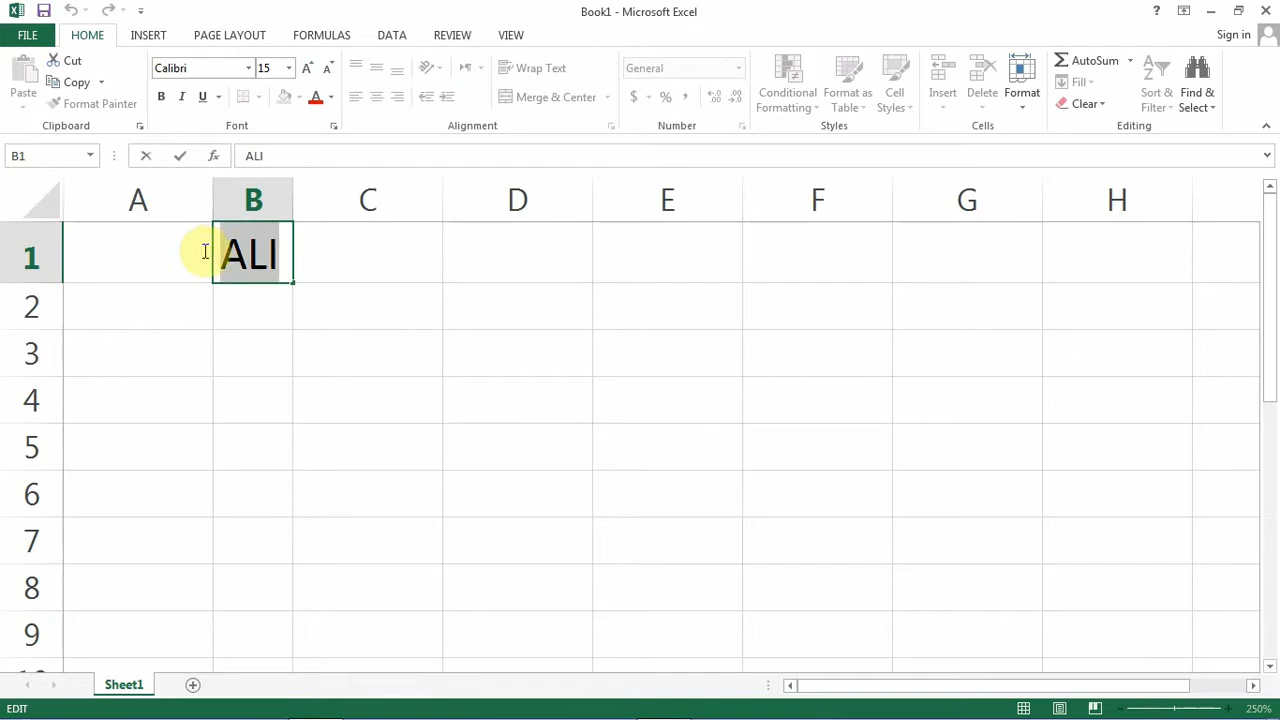 Book1 - Microsoft Excel
?
FILE HOME INSERT PAGE LAYOUT FORMULAS DATA REVIEW VIEW Sign in
Paste Cut Copy Format Painter Clipboard
Calibri 15 A A B I U A Font
Wrap Text Merge & Center Alignment
General $ % , Number
Conditional Formatting Format as Table Cell Styles Styles
Insert Delete Format Cells
AutoSum Fill Clear Sort & Filter Find & Select Editing
B1 fx ALI
A B C D E F G H
1 ALI
2
3
4
5
6
7
8
9
Sheet1
EDIT 250%